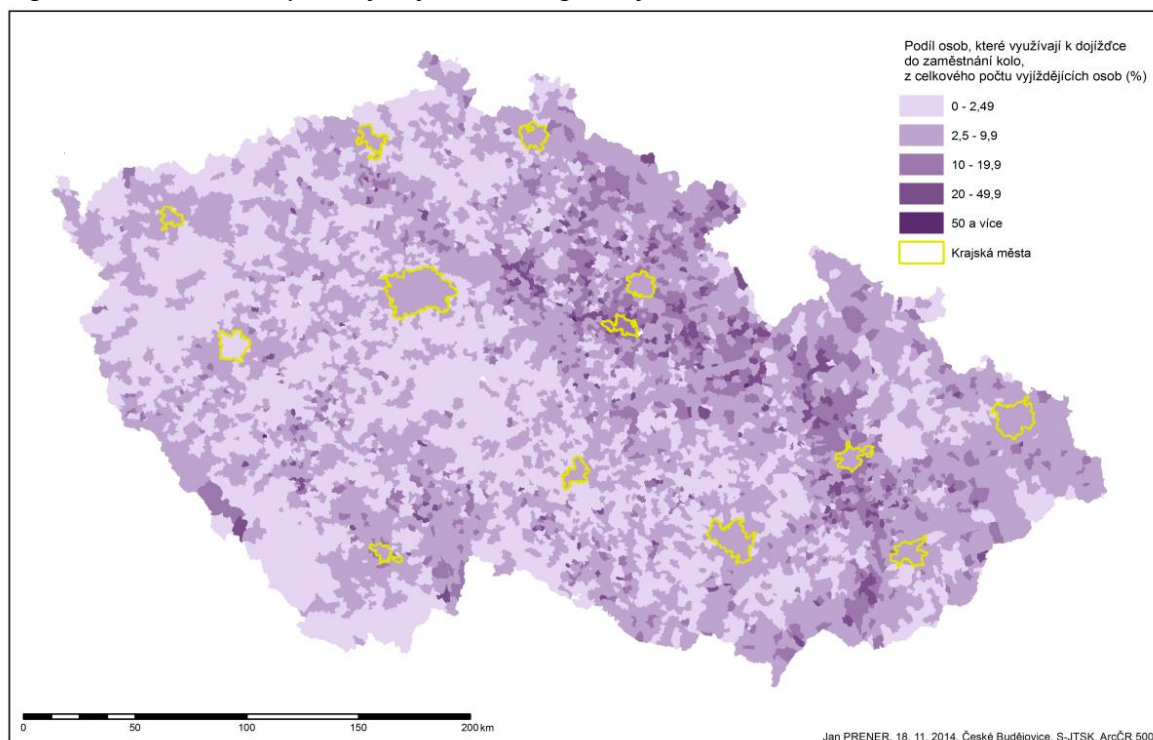 Podíl osob, které využívají k dojížďce
do zaměstnání kolo,
z celkového počtu vyjíždějících osob (%)
0 - 2,49
2,5 - 9,9
10 - 19,9
20 - 49,9
50 a více
Krajská města
0 50 100 150 200 km
Jan PRENER, 18. 11. 2014, České Budějovice, S-JTSK, ArcČR 500